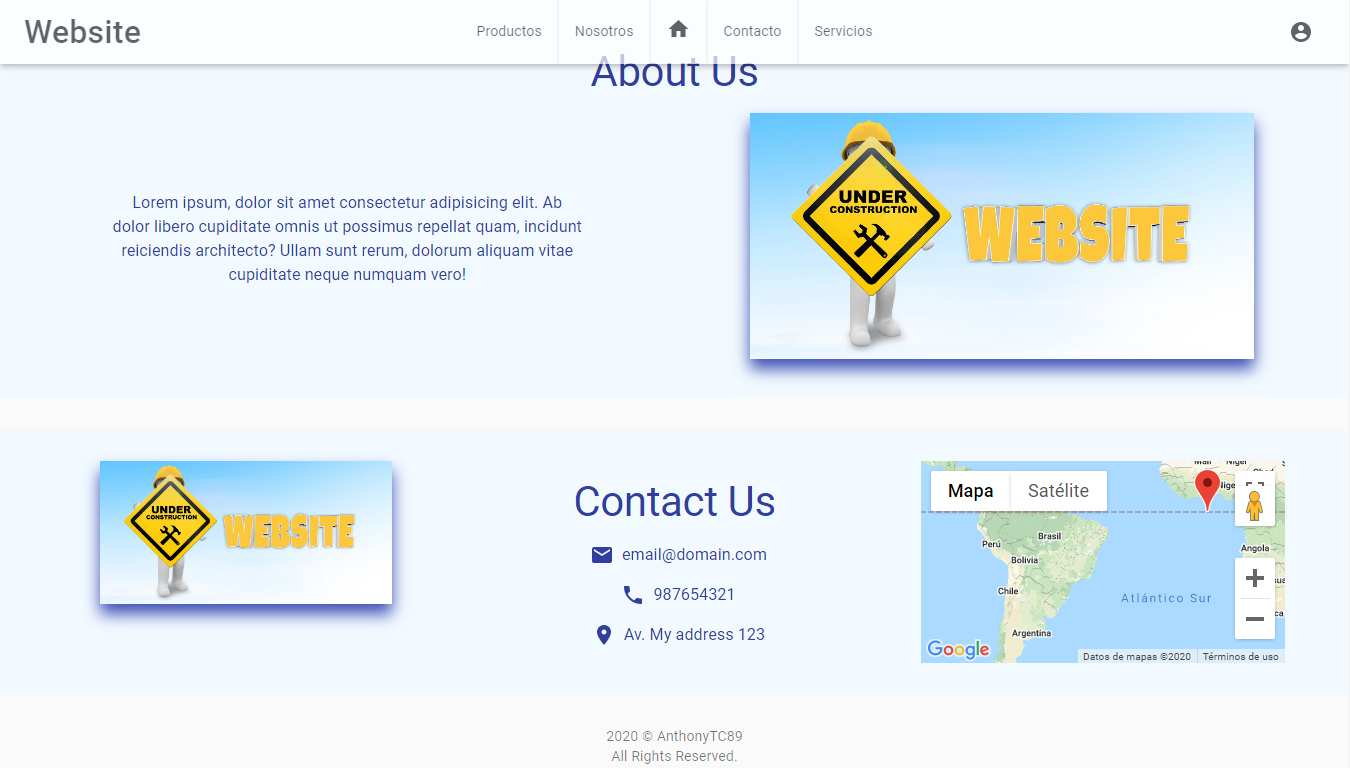 Website
Productos
Nosotros
Contacto
Servicios
About Us
Lorem ipsum, dolor sit amet consectetur adipisicing elit. Ab
dolor libero cupiditate omnis ut possimus repellat quam, incidunt
reiciendis architecto? Ullam sunt rerum, dolorum aliquam vitae
cupiditate neque numquam vero!
UNDER
CONSTRUCTION
WEBSITE
UNDER
CONSTRUCTION
WEBSITE
Contact Us
email@domain.com
987654321
Av. My address 123
Mapa
Satélite
Perú
Brasil
Bolivia
Chile
Argentina
Atlántico Sur
Angola
Google
Datos de mapas ©2020
Términos de uso
2020 © AnthonyTC89
All Rights Reserved.